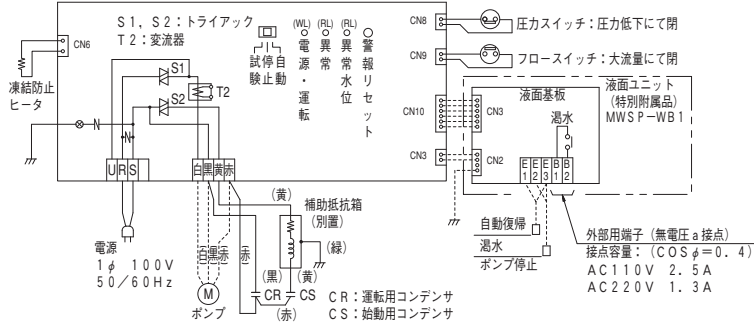 S1,S2:トライアック
T2:変流器
CN6
凍結防止
ヒータ
S1
S2
T2
試停自
験止動
(WL)
電源・運転
(RL)
異常
(RL)
異常水位
警報リセット
CN8
圧力スイッチ:圧力低下にて閉
CN9
フロースイッチ:大流量にて閉
CN10
CN3
液面基板
液面ユニット
(特別附属品)
MWSP-WB1
CN3
CN2
渇水
E1
E2
E3
B1
B2
自動復帰
渇水
ポンプ停止
外部用端子(無電圧a接点)
接点容量:(COSφ=0.4)
AC110V 2.5A
AC220V 1.3A
URS
白黒黄赤
電源
1φ 100V
50/60Hz
(白)
(黒)
(赤)
(赤)
M
ポンプ
(黄)
補助抵抗箱
(別置)
(緑)
(黒)
(黄)
CR
CS
(赤)
CR:運転用コンデンサ
CS:始動用コンデンサ